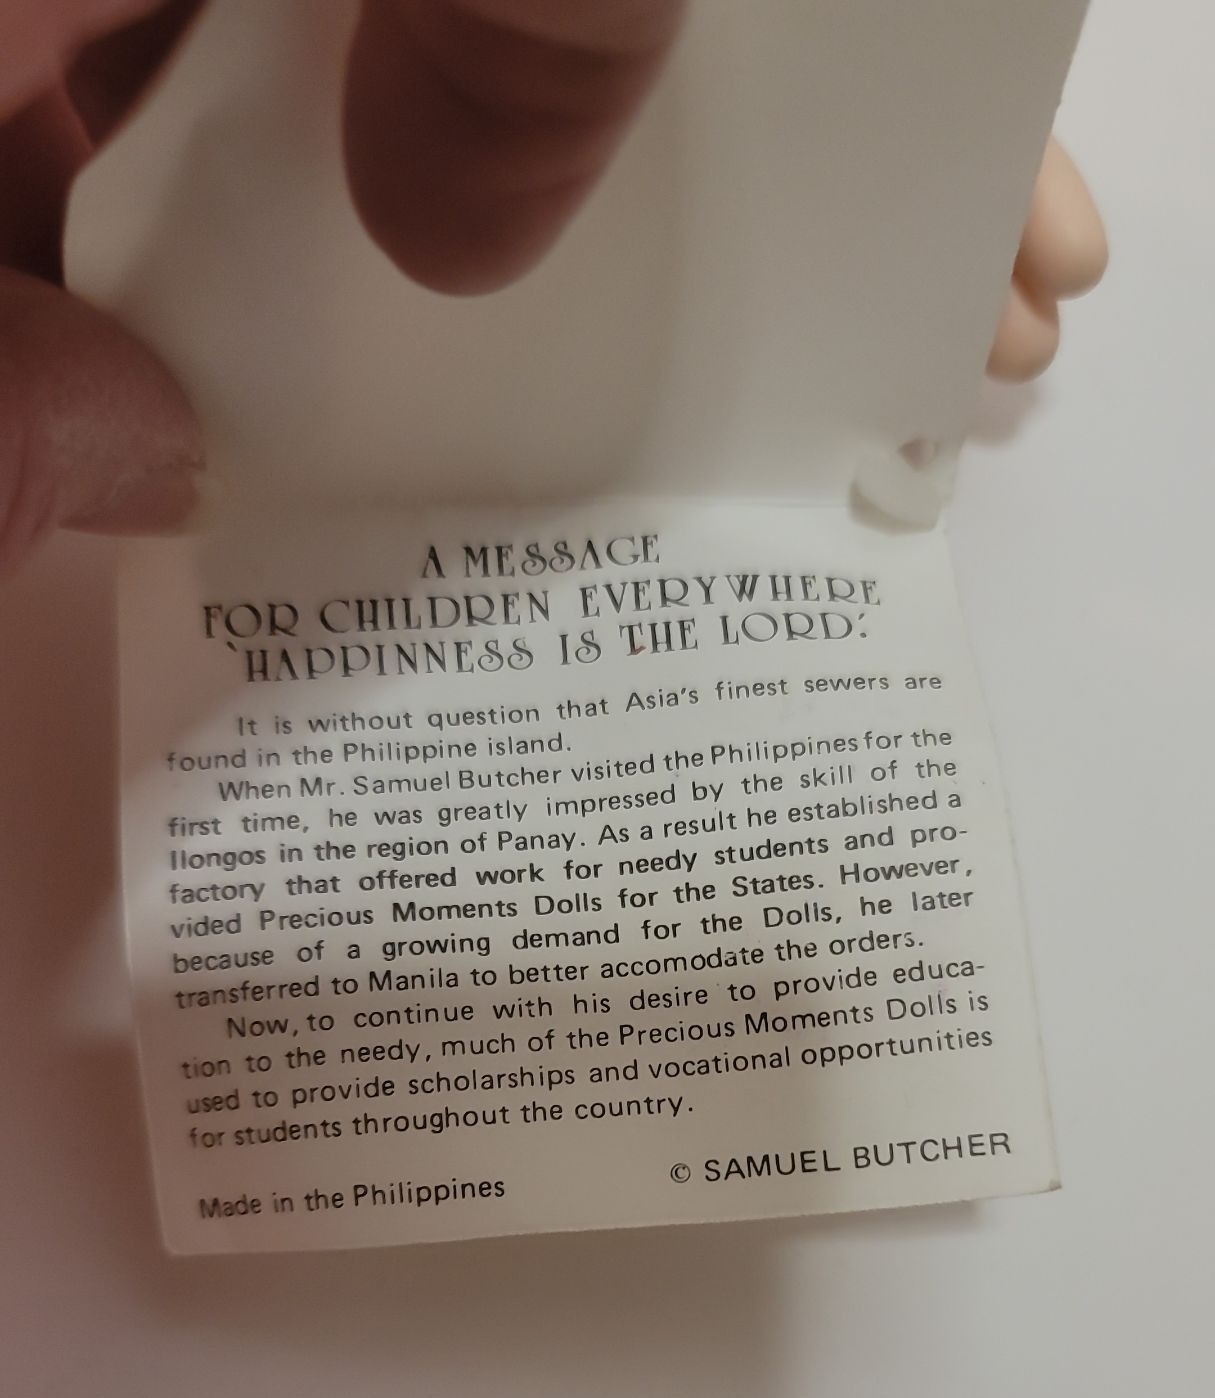 A MESSAGE
FOR CHILDREN EVERYWHERE
'HAPPINNESS IS THE LORD.'
It is without question that Asia's finest sewers are
found in the Philippine island.
When Mr. Samuel Butcher visited the Philippines for the
first time, he was greatly impressed by the skill of the
Ilongos in the region of Panay. As a result he established a
factory that offered work for needy students and pro-
vided Precious Moments Dolls for the States. However,
because of a growing demand for the Dolls, he later
transferred to Manila to better accomodate the orders.
Now, to continue with his desire to provide educa-
tion to the needy, much of the Precious Moments Dolls is
used to provide scholarships and vocational opportunities
for students throughout the country.
© SAMUEL BUTCHER
Made in the Philippines